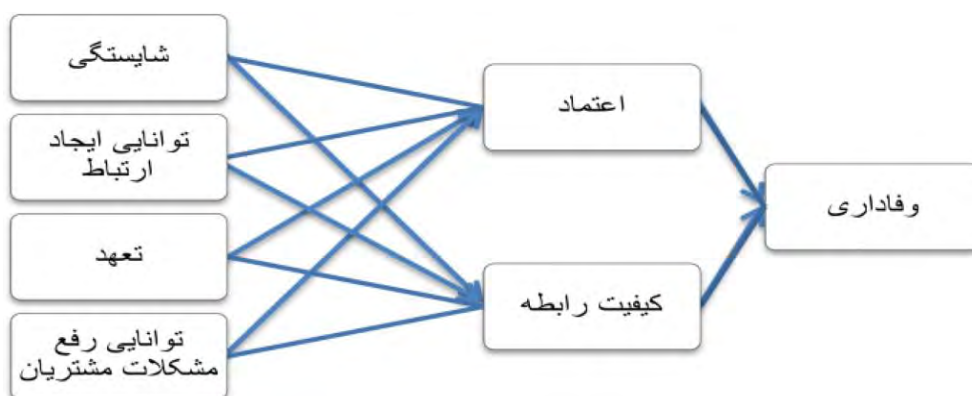 شایستگی
توانایی ایجاد
ارتباط
تعهد
توانایی رفع
مشکلات مشتریان
اعتماد
کیفیت رابطه
وفاداری